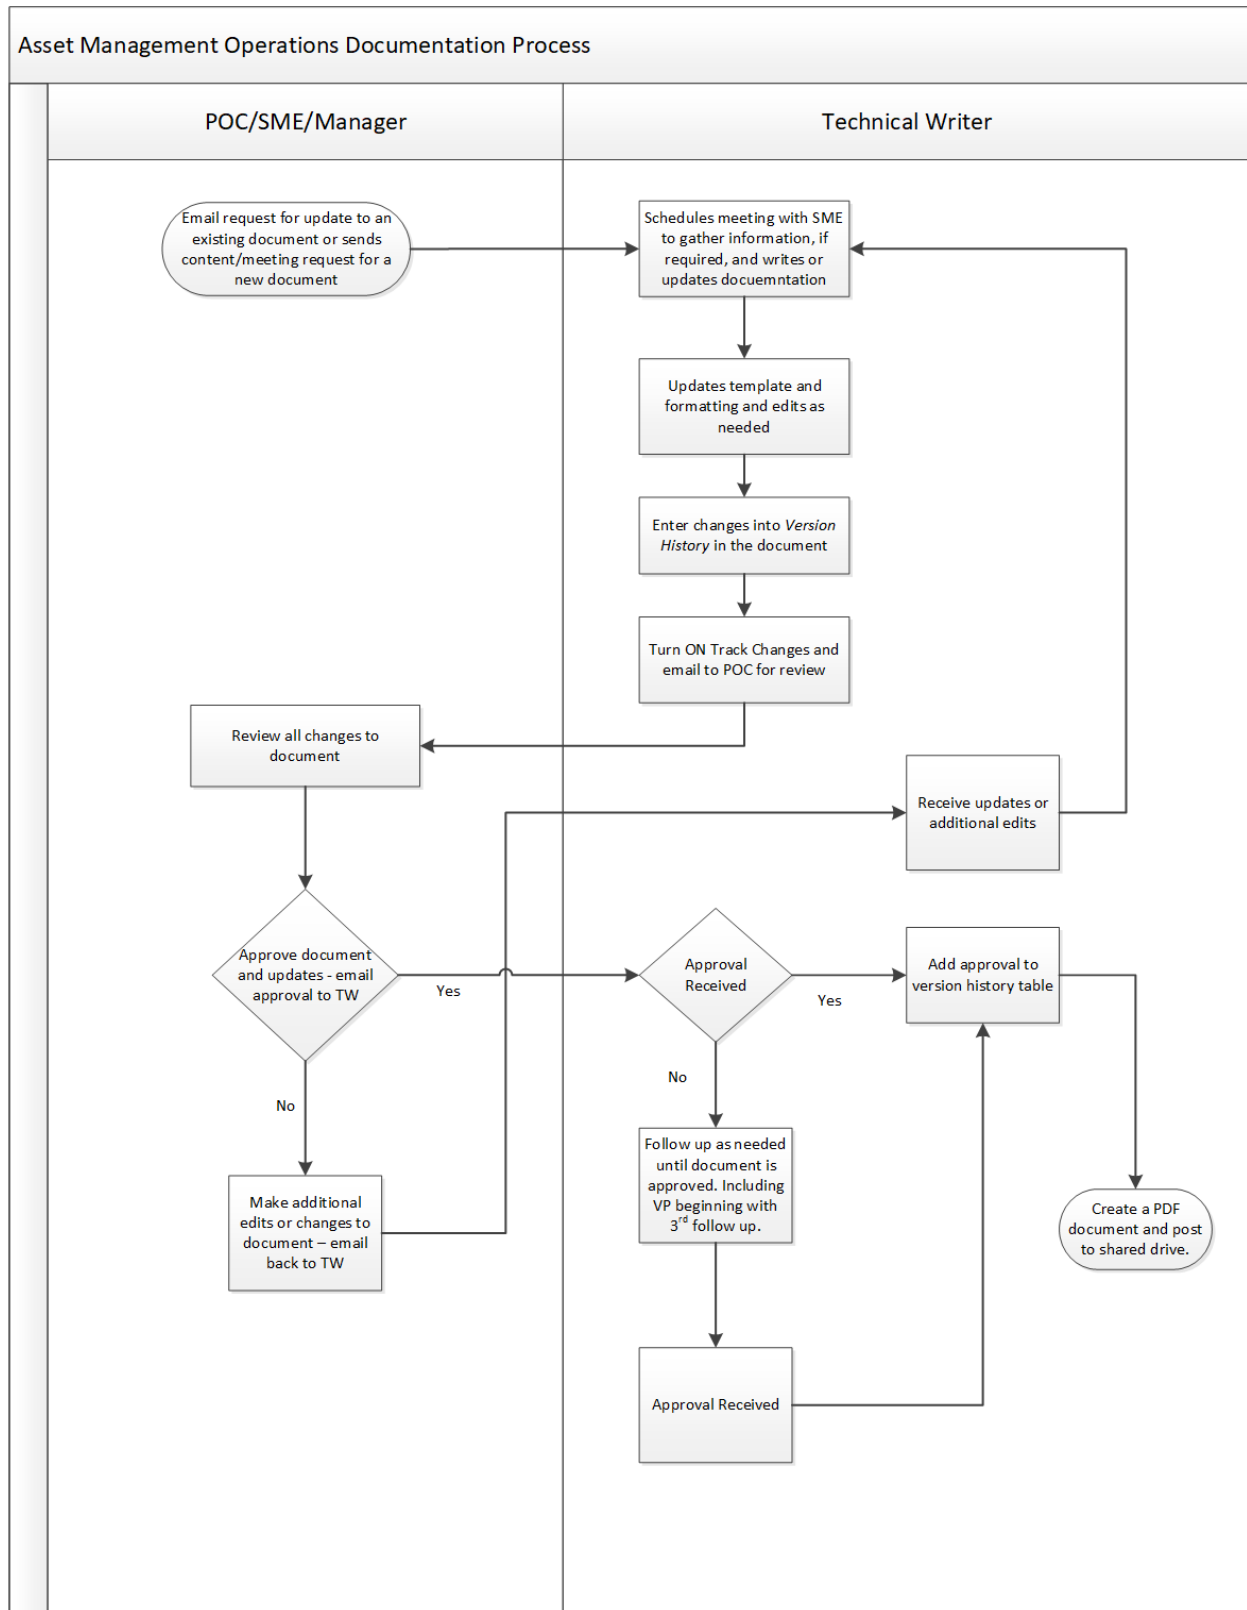 Asset Management Operations Documentation Process
POC/SME/Manager
Technical Writer
Email request for update to an
existing document or sends
content/meeting request for a
new document
Schedules meeting with SME
to gather information, if
required, and writes or
updates docuemntation
Updates template and
formatting and edits as
needed
Enter changes into Version
History in the document
Turn ON Track Changes and
email to POC for review
Review all changes to
document
Receive updates or
additional edits
Approve document
and updates - email
approval to TW
Yes
Approval
Received
Yes
Add approval to
version history table
No
No
Make additional
edits or changes to
document – email
back to TW
Follow up as needed
until document is
approved. Including
VP beginning with
3rd follow up.
Create a PDF
document and post
to shared drive.
Approval Received